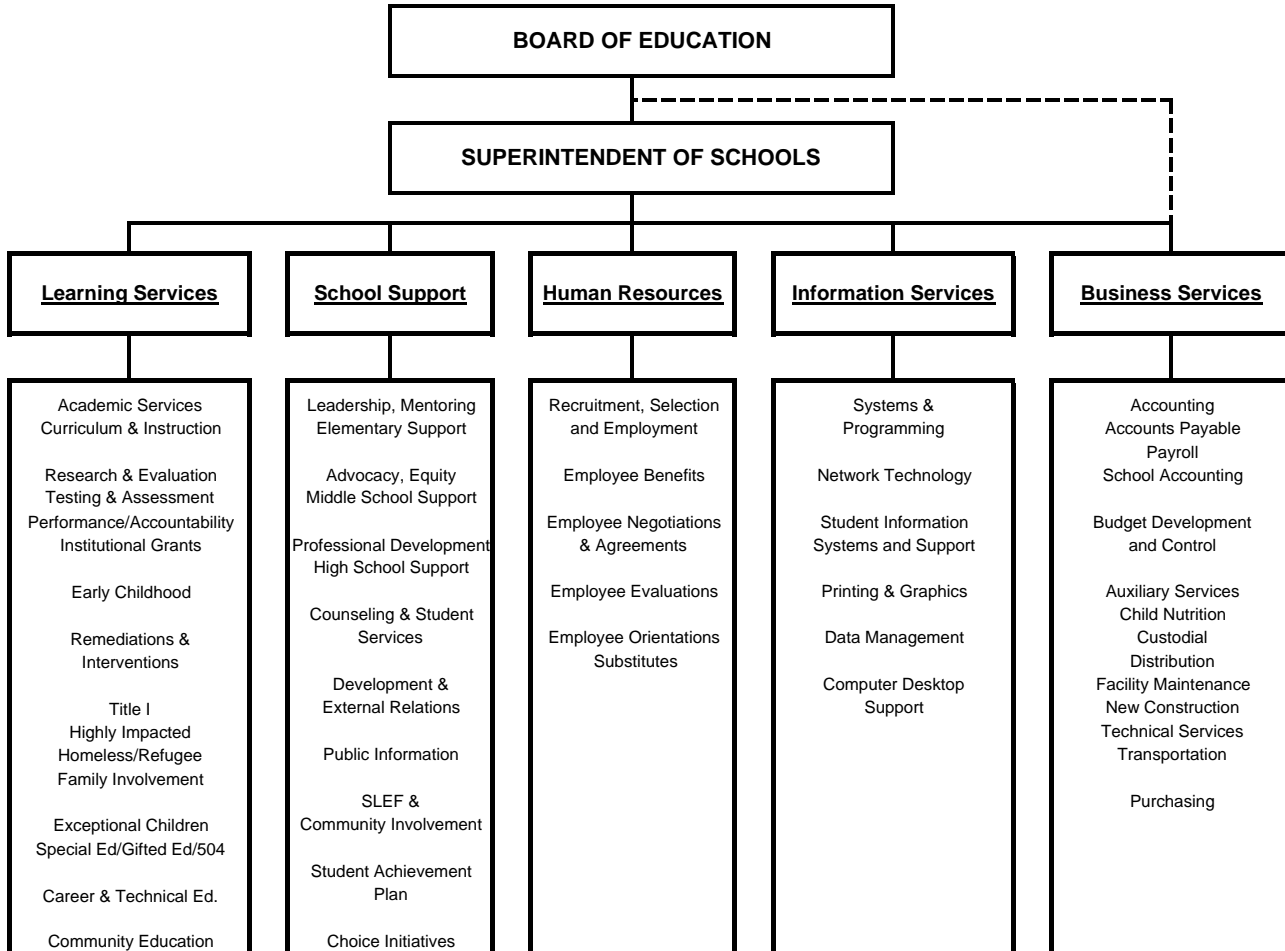 BOARD OF EDUCATION
SUPERINTENDENT OF SCHOOLS
Learning Services
School Support
Human Resources
Information Services
Business Services
Academic Services
Curriculum & Instruction
Research & Evaluation
Testing & Assessment
Performance/Accountability
Institutional Grants
Early Childhood
Remediations &
Interventions
Title I
Highly Impacted
Homeless/Refugee
Family Involvement
Exceptional Children
Special Ed/Gifted Ed/504
Career & Technical Ed.
Community Education
Leadership, Mentoring
Elementary Support
Advocacy, Equity
Middle School Support
Professional Development
High School Support
Counseling & Student
Services
Development &
External Relations
Public Information
SLEF &
Community Involvement
Student Achievement
Plan
Choice Initiatives
Recruitment, Selection
and Employment
Employee Benefits
Employee Negotiations
& Agreements
Employee Evaluations
Employee Orientations
Substitutes
Systems &
Programming
Network Technology
Student Information
Systems and Support
Printing & Graphics
Data Management
Computer Desktop
Support
Accounting
Accounts Payable
Payroll
School Accounting
Budget Development
and Control
Auxiliary Services
Child Nutrition
Custodial
Distribution
Facility Maintenance
New Construction
Technical Services
Transportation
Purchasing